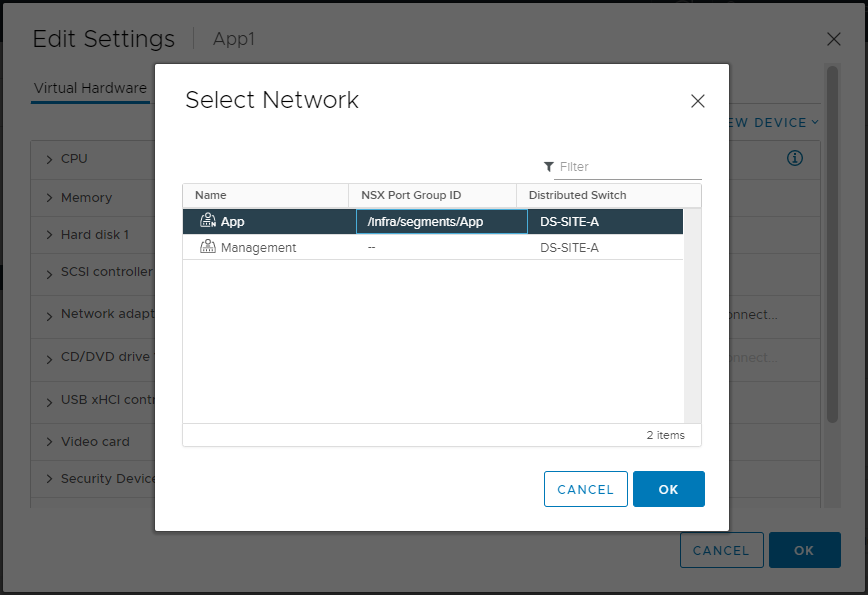 Edit Settings App1
Virtual Hardware
Select Network
EW DEVICE
Filter
CPU
Name NSX Port Group ID Distributed Switch
Memory
App /infra/segments/App DS-SITE-A
Hard disk 1
Management -- DS-SITE-A
SCSI controller
Network adapt
onnect...
CD/DVD drive
onnect...
USB xHCI contr
Video card
2 items
Security Device
CANCEL OK
CANCEL OK